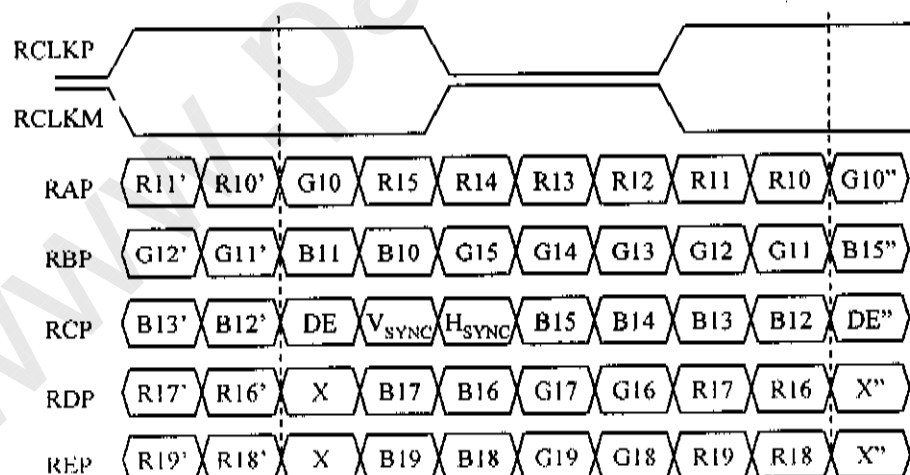 RCLKP
RCLKM
RAP R11' R10' G10 R15 R14 R13 R12 R11 R10 G10"
RBP G12' G11' B11 B10 G15 G14 G13 G12 G11 B15"
RCP B13' B12' DE VSYNC HSYNC B15 B14 B13 B12 DE"
RDP R17' R16' X B17 B16 G17 G16 R17 R16 X"
REP R19' R18' X B19 B18 G19 G18 R19 R18 X"
www.pa